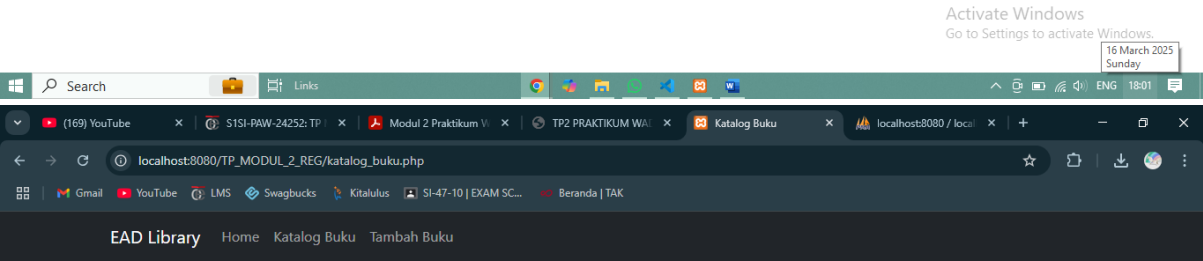 Activate Windows
Go to Settings to activate Windows.
16 March 2025
Sunday
Search
Links
ENG
18:01
(169) YouTube
S1SI-PAW-24252: TP
Modul 2 Praktikum
TP2 PRAKTIKUM
Katalog Buku
localhost:8080 / local
localhost:8080/TP_MODUL_2_REG/katalog_buku.php
Gmail
YouTube
LMS
Swagbucks
Kitalulus
SI-47-10 | EXAM SC...
Beranda | TAK
EAD Library Home Katalog Buku Tambah Buku